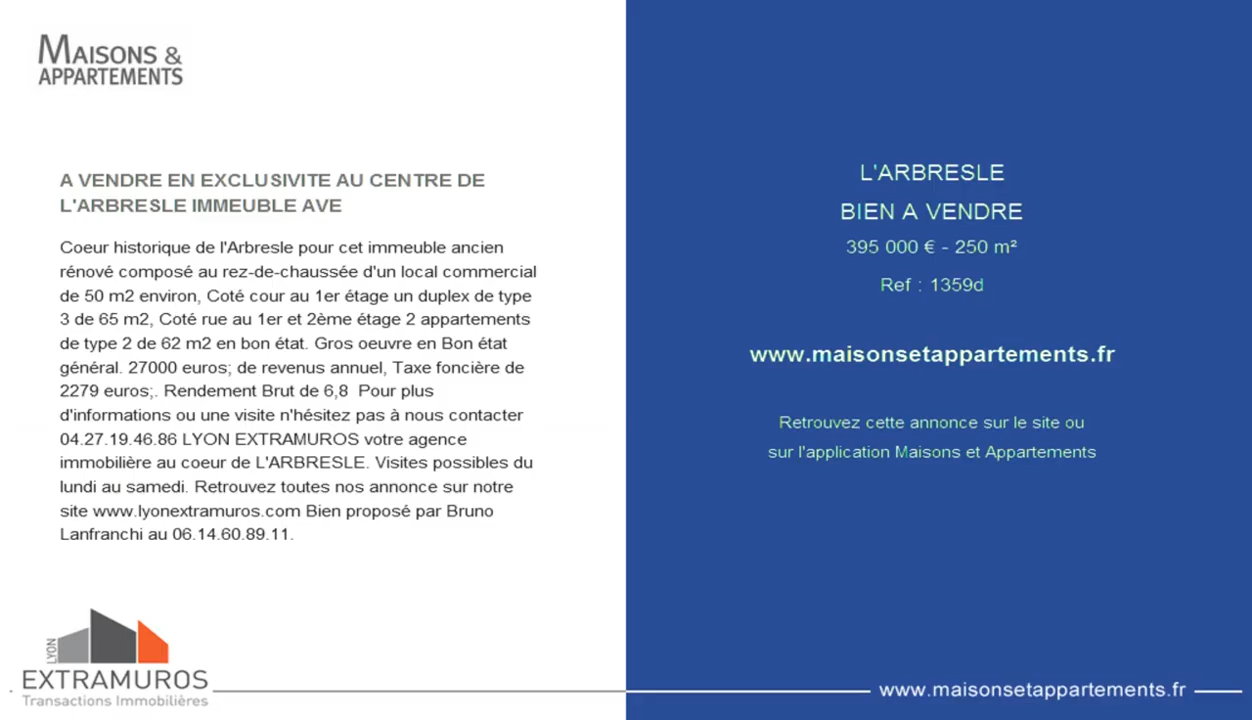 MAISONS &
APPARTEMENTS
A VENDRE EN EXCLUSIVITE AU CENTRE DE
L'ARBRESLE IMMEUBLE AVE
Coeur historique de l'Arbresle pour cet immeuble ancien
rénové composé au rez-de-chaussée d'un local commercial
de 50 m2 environ, Coté cour au 1er étage un duplex de type
3 de 65 m2, Coté rue au 1er et 2ème étage 2 appartements
de type 2 de 62 m2 en bon état. Gros oeuvre en Bon état
général. 27000 euros; de revenus annuel, Taxe foncière de
2279 euros;. Rendement Brut de 6,8  Pour plus
d'informations ou une visite n'hésitez pas à nous contacter
04.27.19.46.86 LYON EXTRAMUROS votre agence
immobilière au coeur de L'ARBRESLE. Visites possibles du
lundi au samedi. Retrouvez toutes nos annonce sur notre
site www.lyonextramuros.com Bien proposé par Bruno
Lanfranchi au 06.14.60.89.11.
LYON
EXTRAMUROS
Transactions Immobilières
L'ARBRESLE
BIEN A VENDRE
395 000 € - 250 m²
Ref : 1359d
www.maisonsetappartements.fr
Retrouvez cette annonce sur le site ou
sur l'application Maisons et Appartements
www.maisonsetappartements.fr